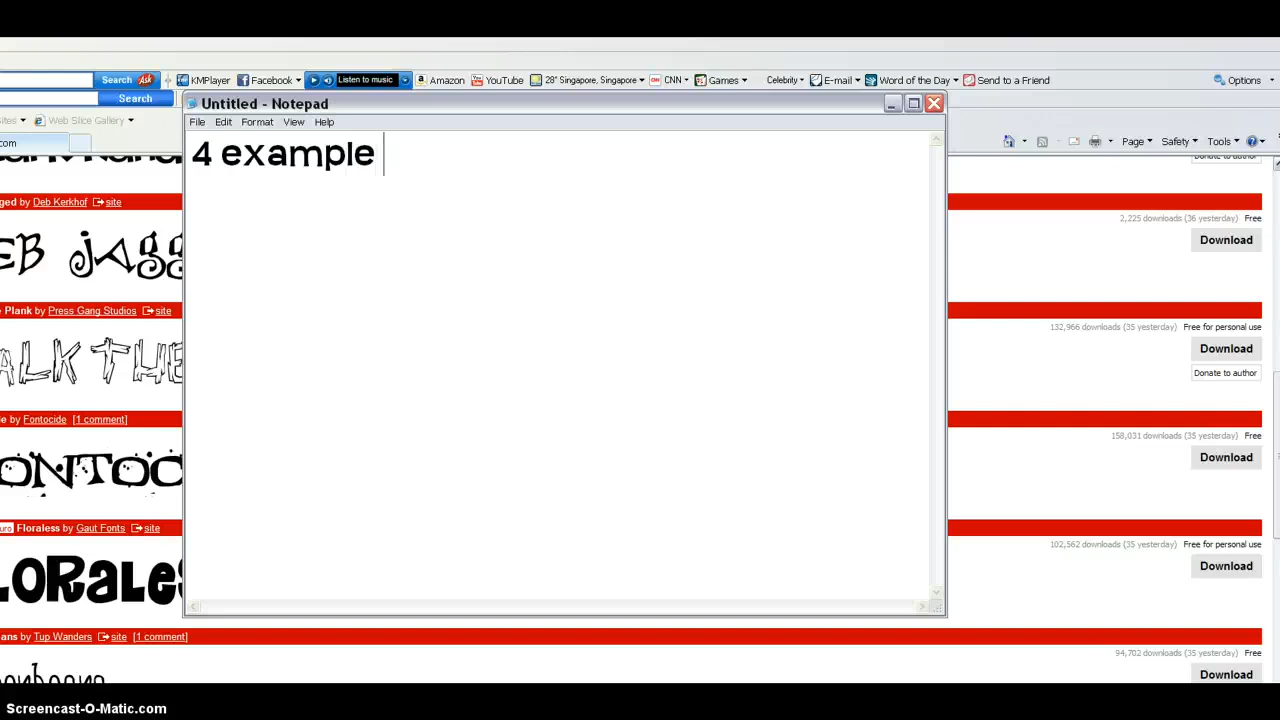 Search Ask KMPlayer Facebook Listen to music Amazon YouTube 28° Singapore, Singapore CNN Games Celebrity E-mail Word of the Day Send to a Friend Options
Search
Untitled - Notepad
Web Slice Gallery
File Edit Format View Help
Page Safety Tools
4 example
Donate to author
by Deb Kerkhof site
2,225 downloads (36 yesterday) Free
Download
Plank by Press Gang Studios site
132,966 downloads (35 yesterday) Free for personal use
Download
Donate to author
by Fontocide [1 comment]
158,031 downloads (35 yesterday) Free
Download
Floraless by Gaut Fonts site
102,562 downloads (35 yesterday) Free for personal use
Download
by Tup Wanders site [1 comment]
94,702 downloads (35 yesterday) Free
Download
Screencast-O-Matic.com